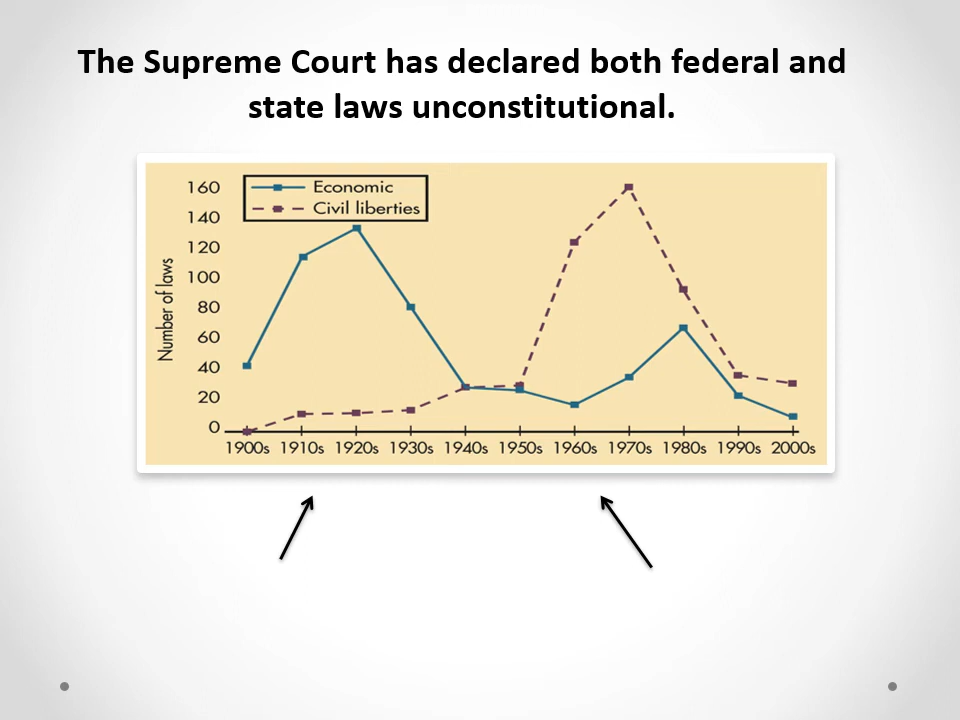 The Supreme Court has declared both federal and
state laws unconstitutional.
Economic
Civil liberties
Number of laws
160
140
120
100
80
60
40
20
0
1900s 1910s 1920s 1930s 1940s 1950s 1960s 1970s 1980s 1990s 2000s